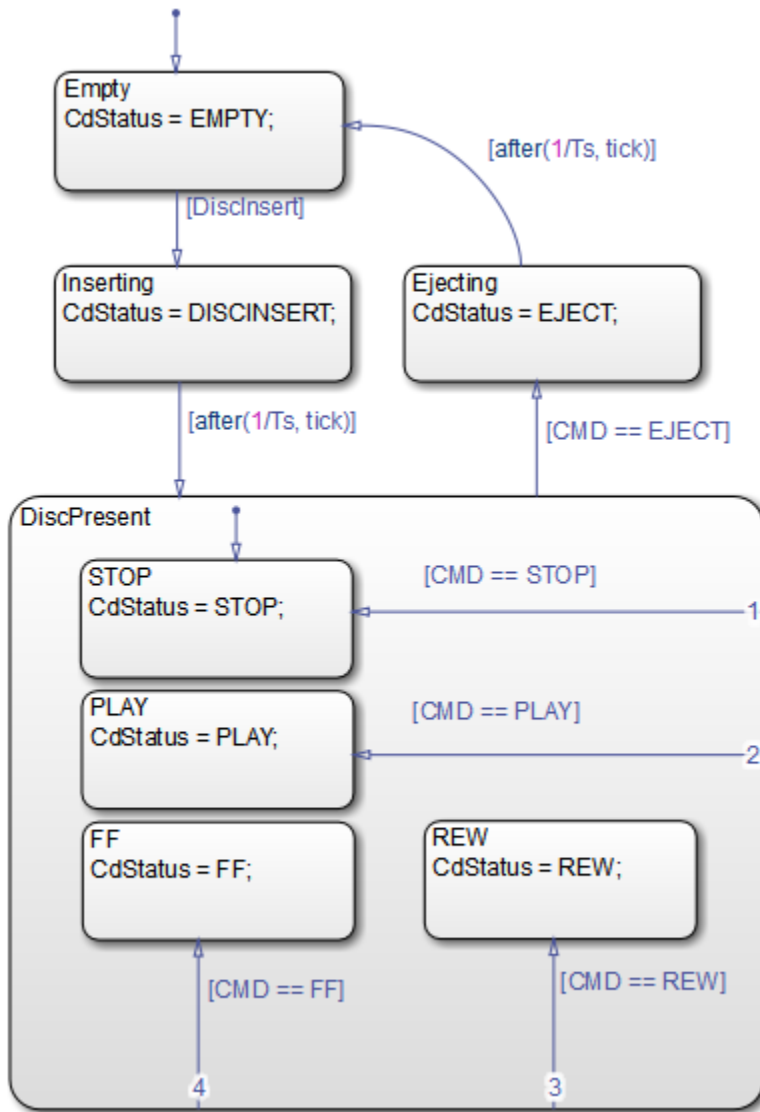 Empty
CdStatus = EMPTY;
[after(1/Ts, tick)]
[DiscInsert]
Inserting
CdStatus = DISCINSERT;
Ejecting
CdStatus = EJECT;
[after(1/Ts, tick)]
[CMD == EJECT]
DiscPresent
STOP
CdStatus = STOP;
[CMD == STOP]
1
PLAY
CdStatus = PLAY;
[CMD == PLAY]
2
FF
CdStatus = FF;
REW
CdStatus = REW;
[CMD == FF]
[CMD == REW]
4
3